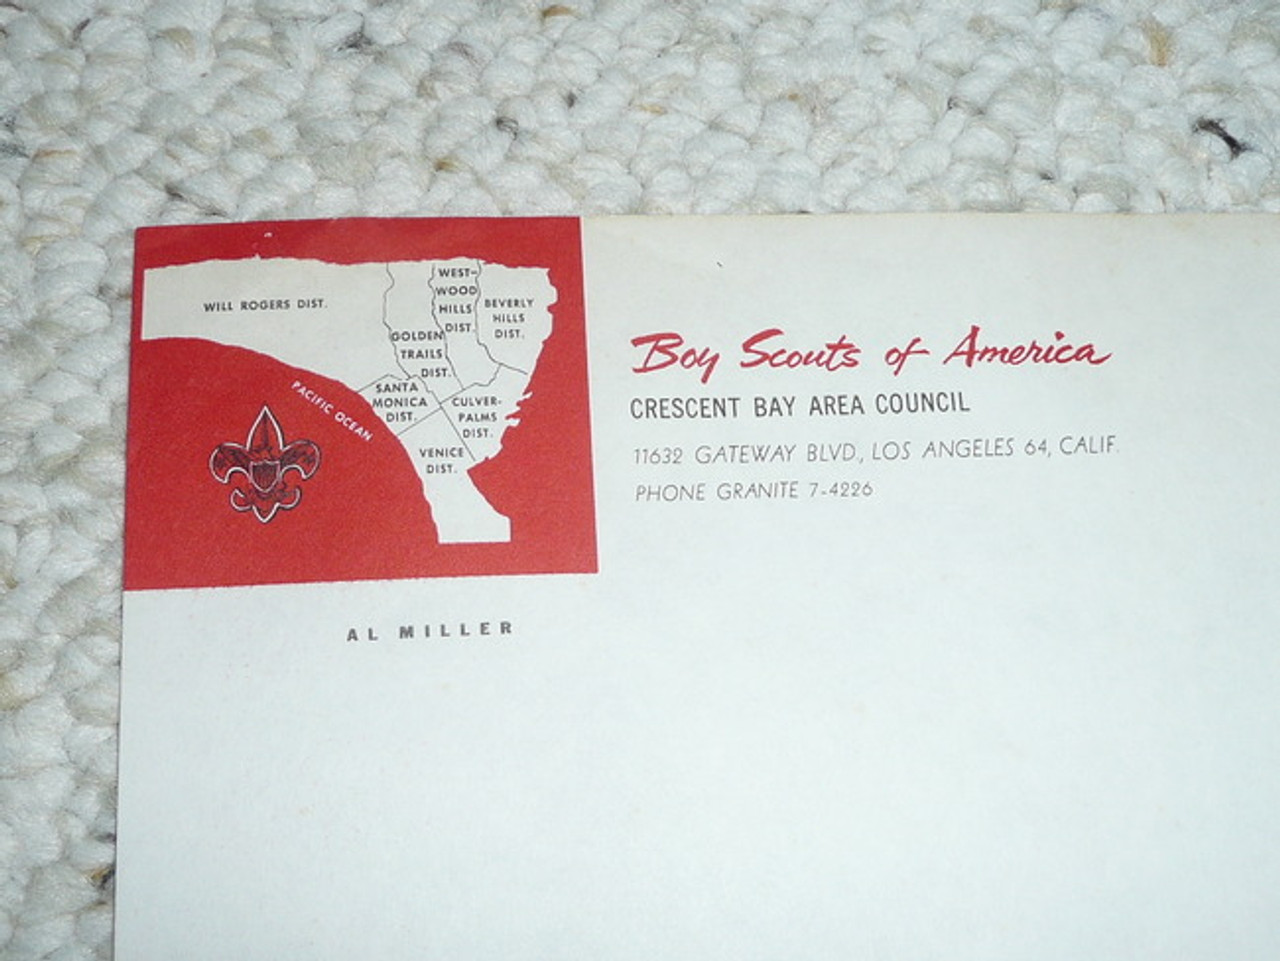 WILL ROGERS DIST.
GOLDEN
TRAILS
DIST.
WEST-
WOOD
HILLS
DIST.
BEVERLY
HILLS
DIST.
SANTA
MONICA
DIST.
CULVER-
PALMS
DIST.
VENICE
DIST.
PACIFIC OCEAN
AL MILLER
Boy Scouts of America
CRESCENT BAY AREA COUNCIL
11632 GATEWAY BLVD., LOS ANGELES 64, CALIF.
PHONE GRANITE 7-4226